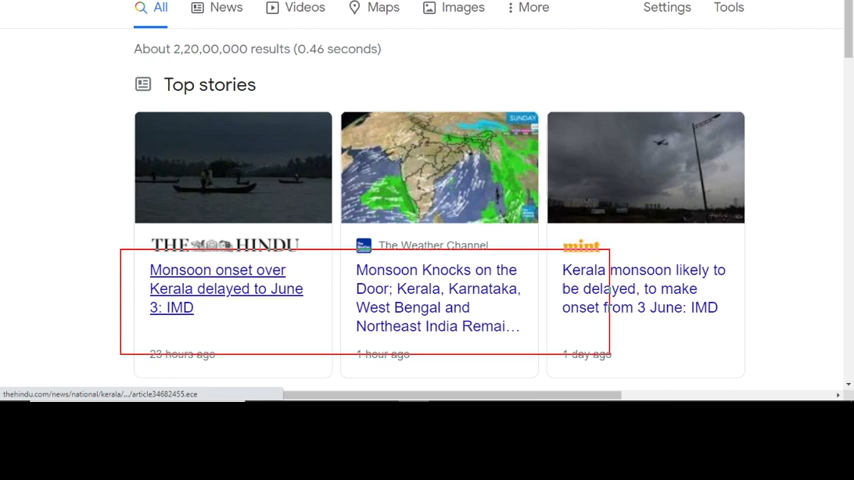 All News Videos Maps Images More Settings Tools
About 2,20,00,000 results (0.46 seconds)
Top stories
SUNDAY
THE HINDU
Monsoon onset over
Kerala delayed to June
3: IMD
23 hours ago
The Weather Channel
Monsoon Knocks on the
Door; Kerala, Karnataka,
West Bengal and
Northeast India Remai...
1 hour ago
mint
Kerala monsoon likely to
be delayed, to make
onset from 3 June: IMD
1 day ago
thehindu.com/news/national/kerala/.../article34682455.ece